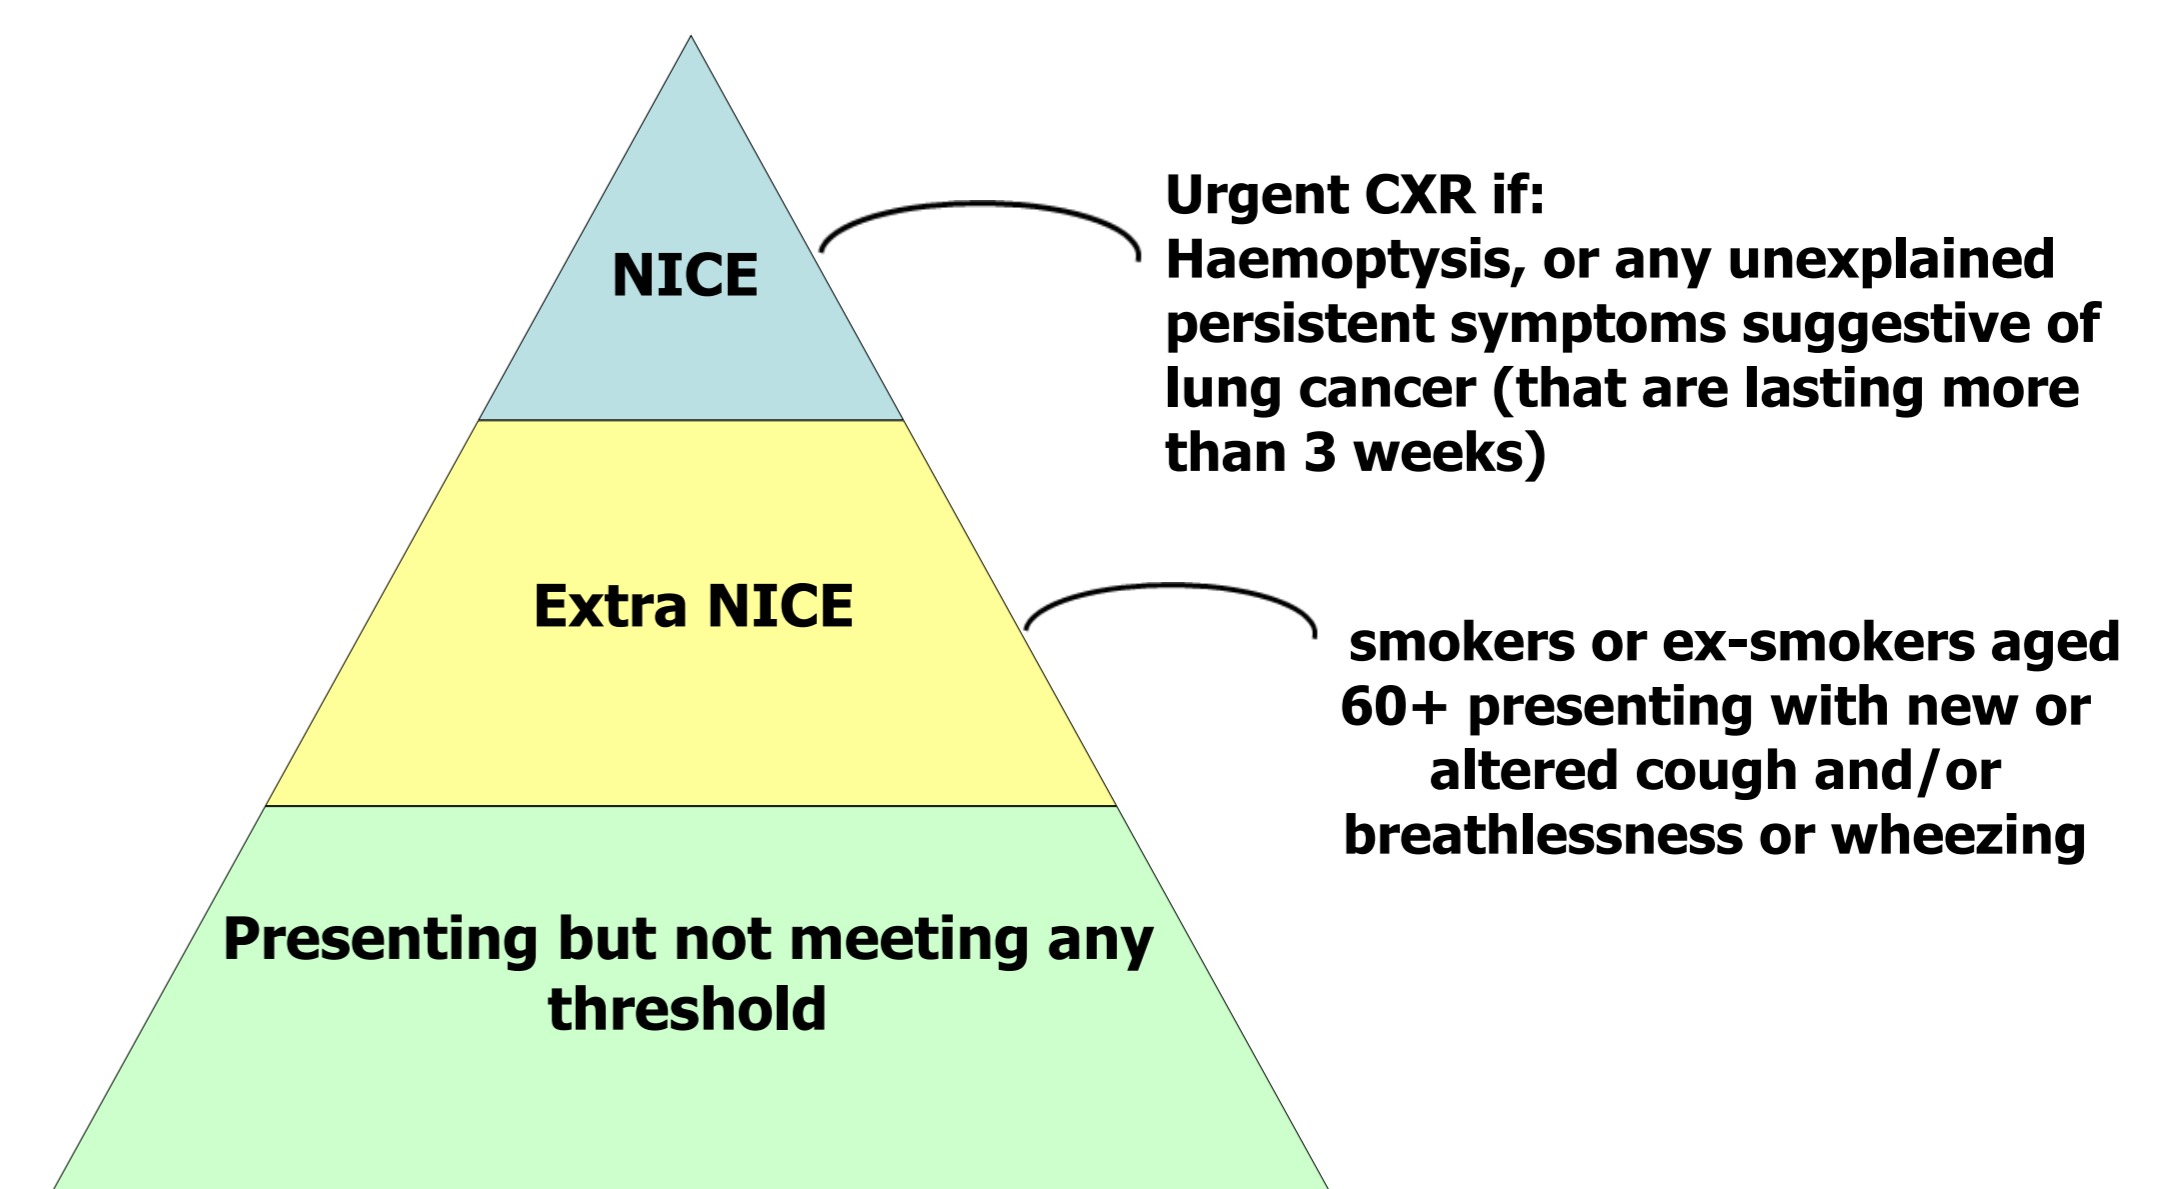 NICE
Urgent CXR if:
Haemoptysis, or any unexplained
persistent symptoms suggestive of
lung cancer (that are lasting more
than 3 weeks)
Extra NICE
smokers or ex-smokers aged
60+ presenting with new or
altered cough and/or
breathlessness or wheezing
Presenting but not meeting any
threshold